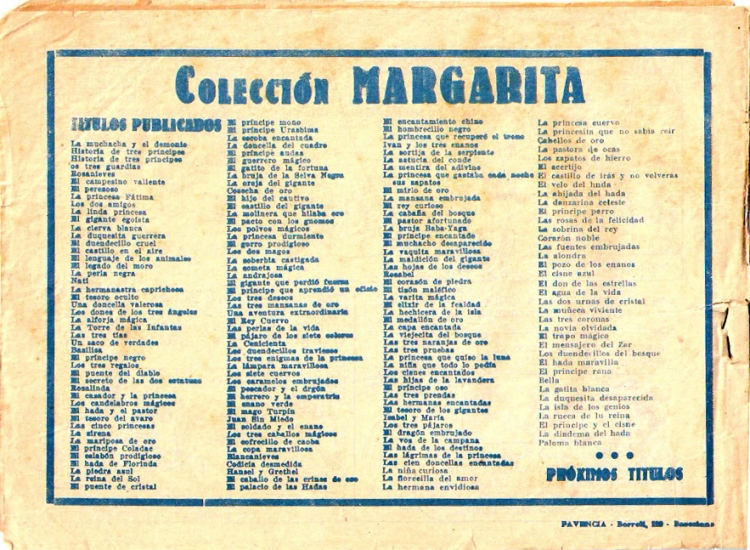 Colección MARGARITA
TITULOS PUBLICADOS
La muchacha y el demonio
Historia de tres príncipes
Historia de tres príncipes
os tres guardias
Rosanieves
El campesino valiente
El perezoso
La princesa Fátima
Los dos amigos
La linda princesa
El gigante egoísta
La cierva blanca
La duquesita guerrera
El duendecillo cruel
El castillo en el aire
El lenguaje de los animales
El legado del moro
La perla negra
Nati
La hermanastra caprichosa
El tesoro oculto
Una doncella valerosa
Los dones de los tres ángeles
La alforja mágica
La Torre de las Infantas
Las tres tías
Un saco de verdades
Basilisa
El príncipe negro
Los tres regalos
El puente del diablo
El secreto de las dos estatuas
Rosalinda
El cazador y la princesa
Los candelabros mágicos
El hada y el pastor
El tesoro del avaro
Las cinco princesas
La sirena
La mariposa de oro
El príncipe Coladac
El eslabón prodigioso
El hada de Florinda
La piedra azul
La reina del Sol
El puente de cristal
El príncipe mono
El príncipe Urashima
La escoba encantada
La doncella del cuadro
El príncipe audaz
El guerrero mágico
El gatito de la fortuna
La bruja de la Selva Negra
La oreja del gigante
Cosecha de oro
El hijo del cautivo
El castillo del gigante
La molinera que hilaba oro
El pacto con los gnomos
Los polvos mágicos
La princesa durmiente
El gorro prodigioso
Los dos magos
La soberbia castigada
La cometa mágica
La andrajosa
El gigante que perdió fuerza
El príncipe que aprendió un oficio
Los tres deseos
Las tres manzanas de oro
Una aventura extraordinaria
El Rey Cuervo
Las perlas de la vida
El pájaro de los siete colores
La Cenicienta
Los duendecillos traviesos
Los tres enigmas de la princesa
La lámpara maravillosa
Los siete cuervos
Los caramelos embrujados
El pescador y el dragón
El herrero y la emperatriz
El enano verde
El mago Turpín
Juan Sin Miedo
El soldado y el enano
Los tres caballos mágicos
El cofrecillo de caoba
La copa maravillosa
Blancanieves
Codicia desmedida
Hansel y Grethel
El caballo de las crines de oro
El palacio de las Hadas
El encantamiento chino
El hombrecillo negro
La princesa que recuperó el trono
Ivan y los tres enanos
La sortija de la serpiente
La astucia del conde
La mentira del adivino
La princesa que gastaba cada noche
sus zapatos
El mirlo de oro
La manzana embrujada
El rey curioso
La cabaña del bosque
El pastor afortunado
La bruja Baba-Yaga
El príncipe encantado
El muchacho desaparecido
La vaquita maravillosa
La maldición del gigante
Las hojas de los deseos
Rosabel
El corazón de piedra
El tisón maléfico
La varita mágica
El elixir de la fealdad
La hechicera de la isla
El medallón de oro
La capa encantada
La viejecita del bosque
Las tres naranjas de oro
Las tres pruebas
La princesa que quiso la luna
La niña que todo lo podía
Los cisnes encantados
Las hijas de la lavandera
El príncipe oso
Las tres prendas
Las hermanas encantadas
El tesoro de los gigantes
Isabel y María
Los tres pájaros
El dragón embrujado
La voz de la campana
El hada de los destinos
Las lágrimas de la princesa
Las cien doncellas encantadas
La niña curiosa
La florecilla del amor
La hermana envidiosa
La princesa cuervo
La princesita que no sabía reír
Cabellos de oro
La pastora de ocas
Los zapatos de hierro
El acertijo
El castillo de irás y no volverás
El velo del hada
La ahijada del hada
La danzarina celeste
El príncipe perro
Las rosas de la felicidad
La sobrina del rey
Corazón noble
Las fuentes embrujadas
La alondra
El pozo de los enanos
El cisne azul
El don de las estrellas
El agua de la vida
Las dos urnas de cristal
La muñeca viviente
Las tres coronas
La novia olvidada
El trapo mágico
El mensajero del Zar
Los duendecillos del bosque
El hada maravilla
El príncipe rana
Bella
La gatita blanca
La duquesita desaparecida
La isla de los genios
La rueca de la reina
El príncipe y el cisne
La diadema del hada
Paloma blanca
PRÓXIMOS TITULOS
PAVENCIA - Borrell, - Barcelona